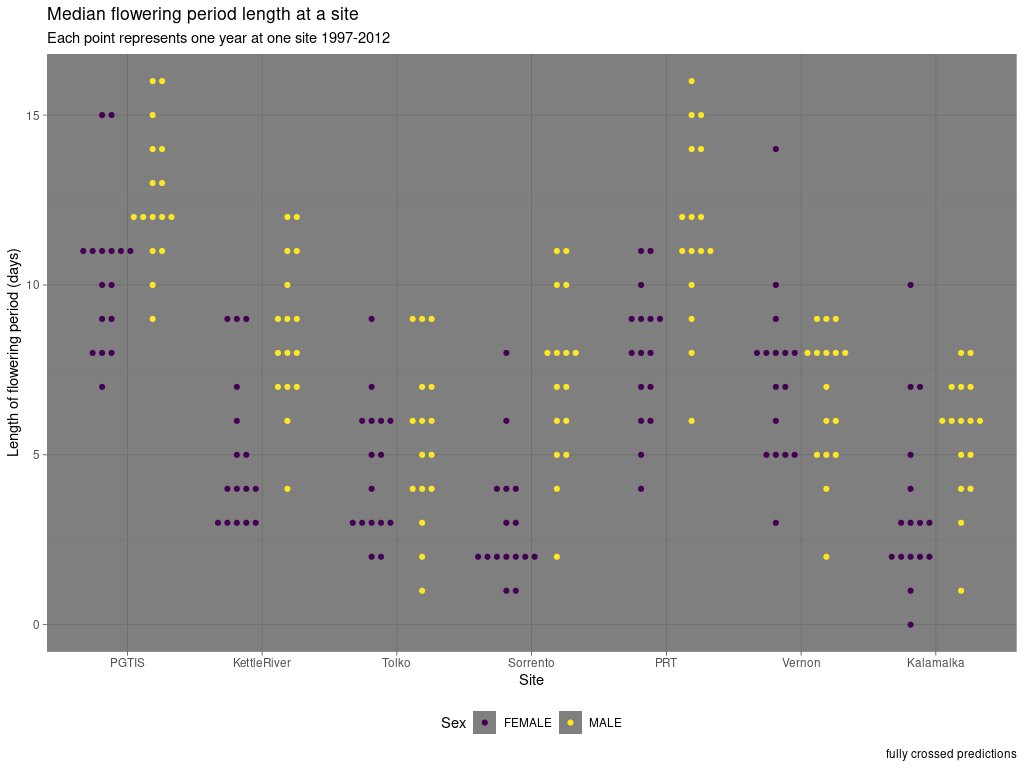 Median flowering period length at a site
Each point represents one year at one site 1997-2012
Length of flowering period (days)
15
10
5
0
PGTIS KettleRiver Tolko Sorrento PRT Vernon Kalamalka
Site
Sex FEMALE MALE
fully crossed predictions